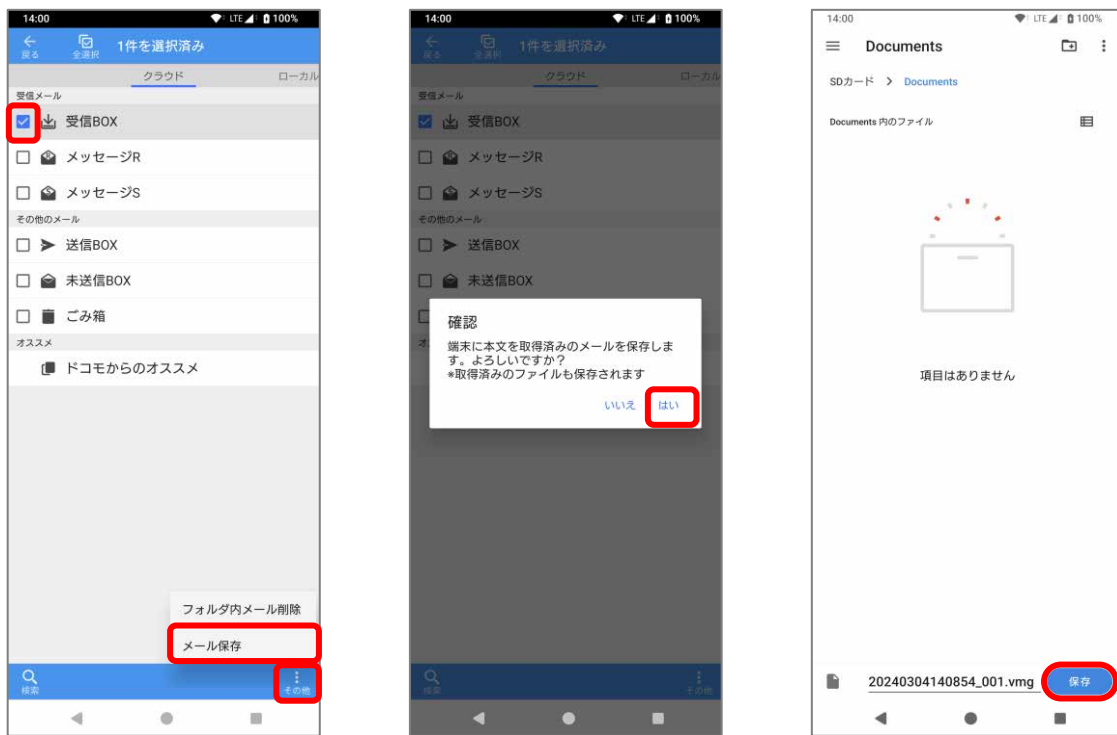 14:00
LTE 100%
戻る
全選択
1件を選択済み
クラウド
ローカル
受信メール
受信BOX
メッセージR
メッセージS
その他のメール
送信BOX
未送信BOX
ごみ箱
オススメ
ドコモからのオススメ
フォルダ内メール削除
メール保存
検索
その他
14:00
LTE 100%
戻る
全選択
1件を選択済み
クラウド
ローカル
受信メール
受信BOX
メッセージR
メッセージS
その他のメール
送信BOX
未送信BOX
オ
確認
端末に本文を取得済みのメールを保存しま
す。よろしいですか？
*取得済みのファイルも保存されます
いいえ
はい
検索
その他
14:00
LTE 100%
Documents
SDカード > Documents
Documents 内のファイル
項目はありません
20240304140854_001.vmg
保存